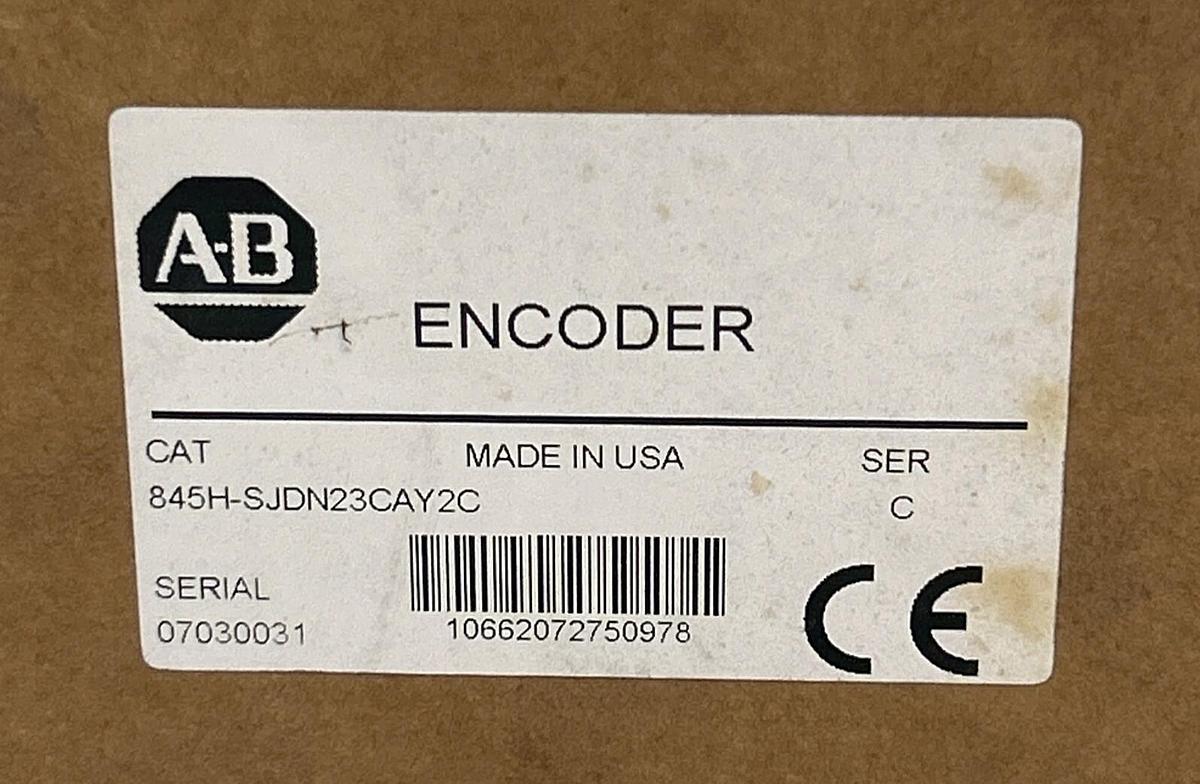 A-B
ENCODER
CAT MADE IN USA SER
845H-SJDN23CAY2C C
SERIAL
07030031
10662072750978
CE